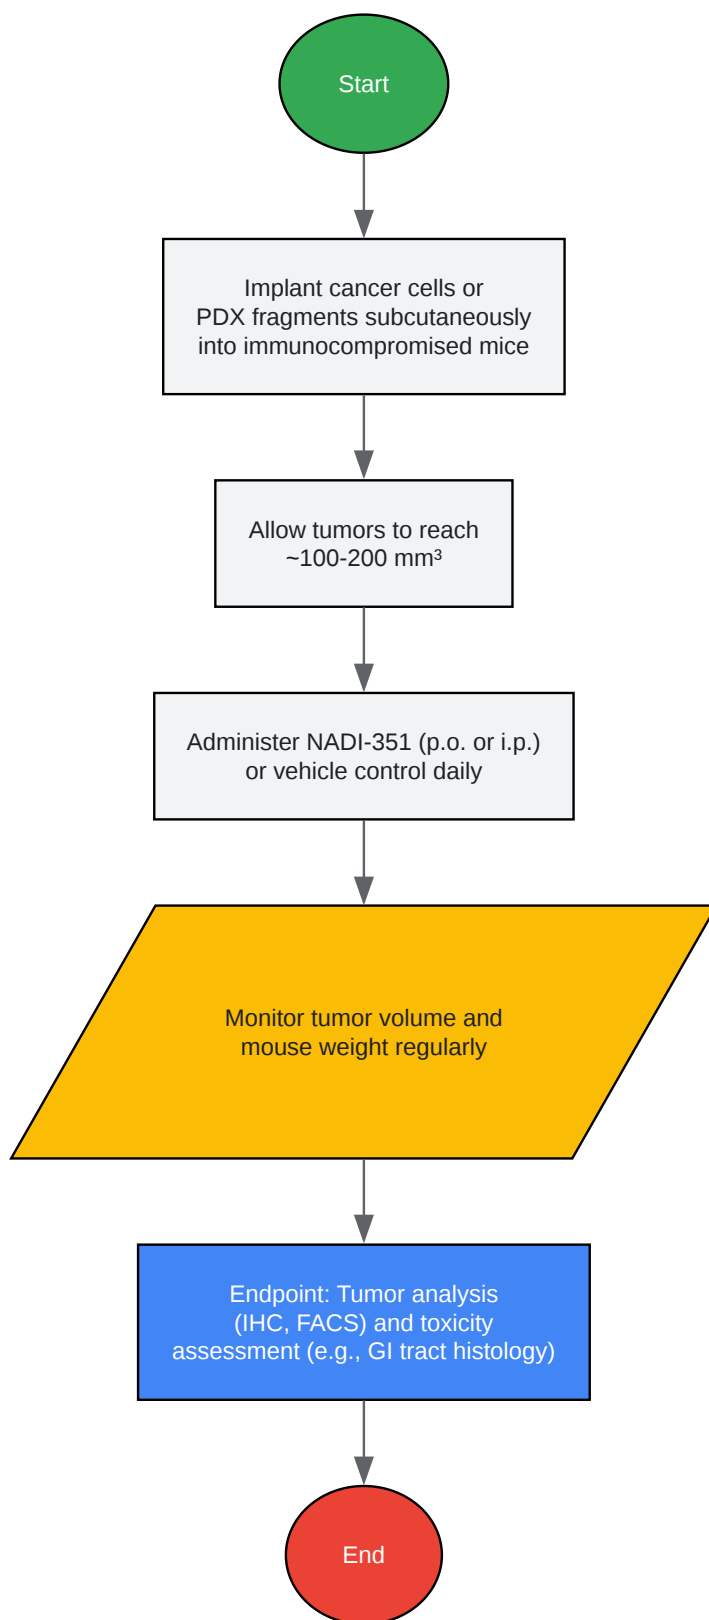 Start
Implant cancer cells or
PDX fragments subcutaneously
into immunocompromised mice
Allow tumors to reach
~100-200 mm³
Administer NADI-351 (p.o. or i.p.)
or vehicle control daily
Monitor tumor volume and
mouse weight regularly
Endpoint: Tumor analysis
(IHC, FACS) and toxicity
assessment (e.g., GI tract histology)
End